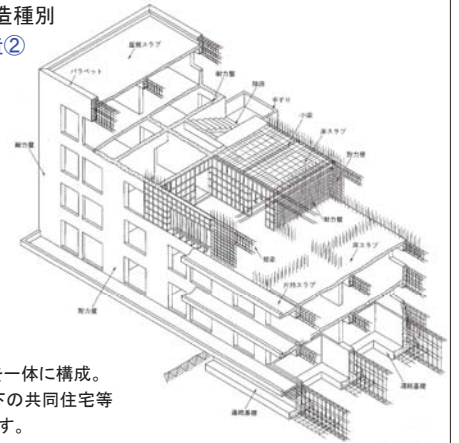 造種別
②
屋根スラブ
パラペット
耐力壁
階段
手すり
小梁
床スラブ
耐力壁
耐力壁
耐力壁
壁梁
床スラブ
片持スラブ
耐力壁
連続基礎
連続基礎
一体に構成。
下の共同住宅等
す。